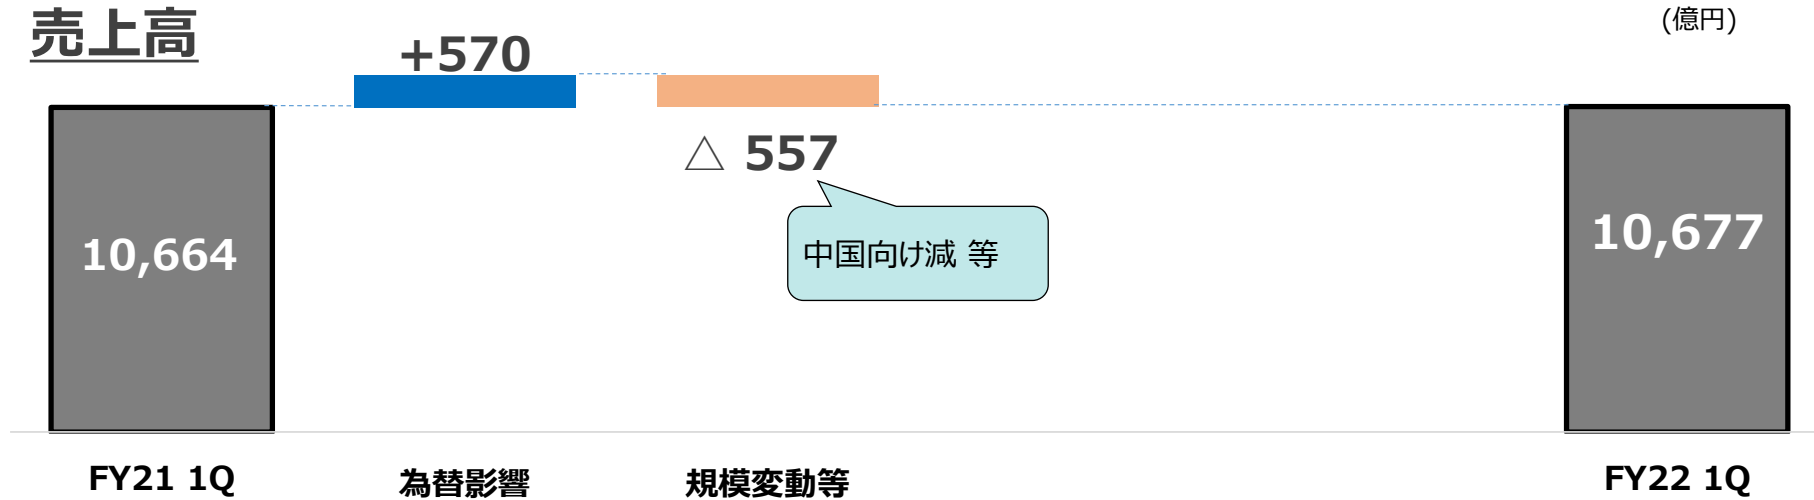 売上高
(億円)
+570
△ 557
中国向け減 等
10,664
10,677
FY21 1Q
為替影響
規模変動等
FY22 1Q